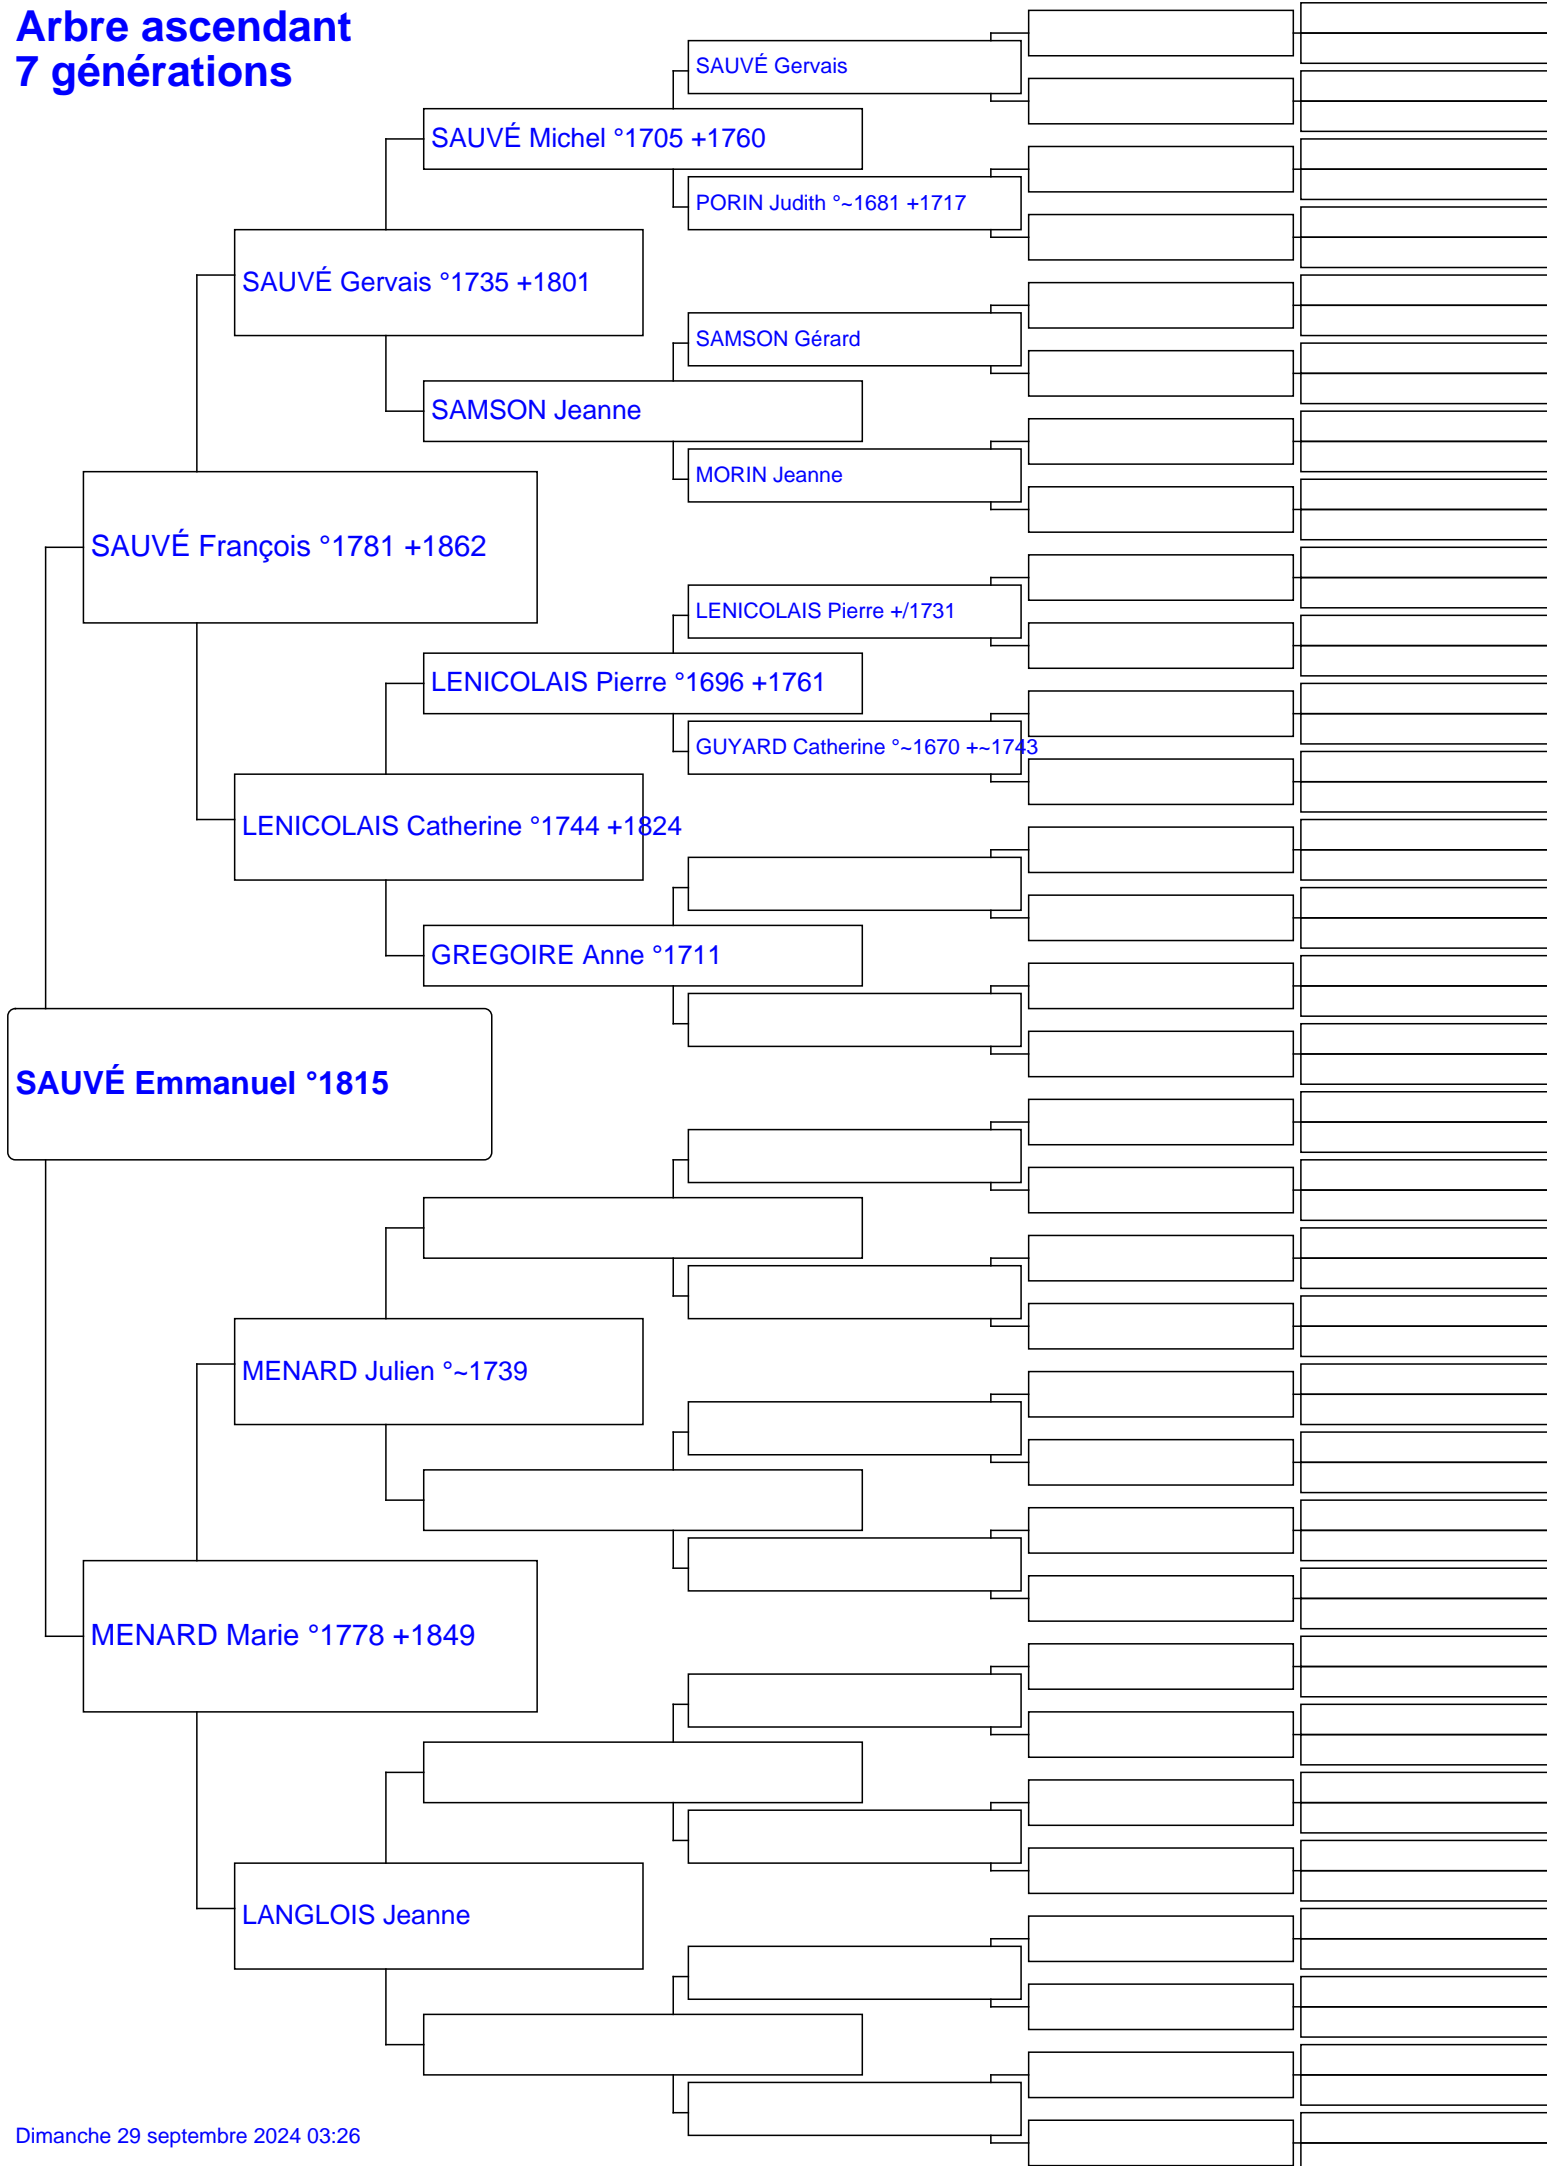 Arbre ascendant
7 générations
SAUVÉ Gervais
SAUVÉ Michel °1705 +1760
PORIN Judith °~1681 +1717
SAUVÉ Gervais °1735 +1801
SAMSON Gérard
SAMSON Jeanne
MORIN Jeanne
SAUVÉ François °1781 +1862
LENICOLAIS Pierre +/1731
LENICOLAIS Pierre °1696 +1761
GUYARD Catherine °~1670 +~1743
LENICOLAIS Catherine °1744 +1824
GREGOIRE Anne °1711
SAUVÉ Emmanuel °1815
MENARD Julien °~1739
MENARD Marie °1778 +1849
LANGLOIS Jeanne
Dimanche 29 septembre 2024 03:26